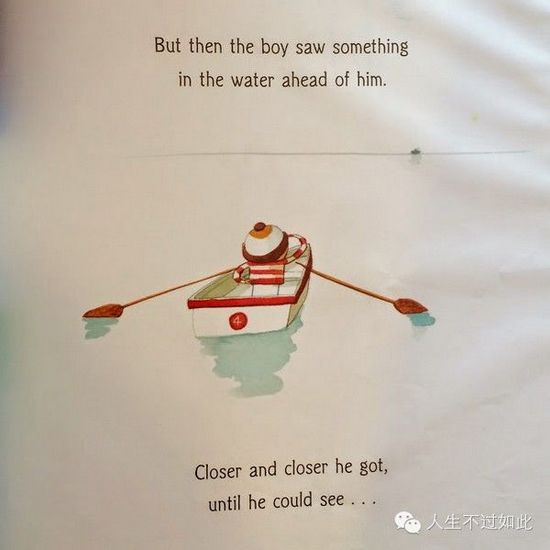 But then the boy saw something
in the water ahead of him.
4
Closer and closer he got,
until he could see . . .
人生不过如此